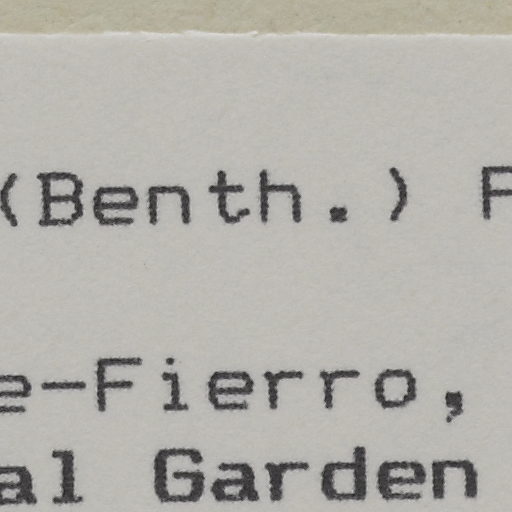 (Benth.)
e-Fierro,
al Garden